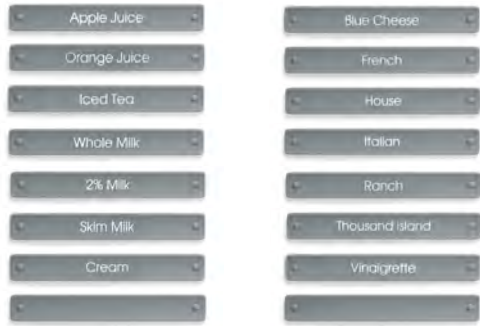 Apple Juice
Orange Juice
Iced Tea
Whole Milk
2% Milk
Skim Milk
Cream
Blue Cheese
French
House
Italian
Ranch
Thousand Island
Vinaigrette